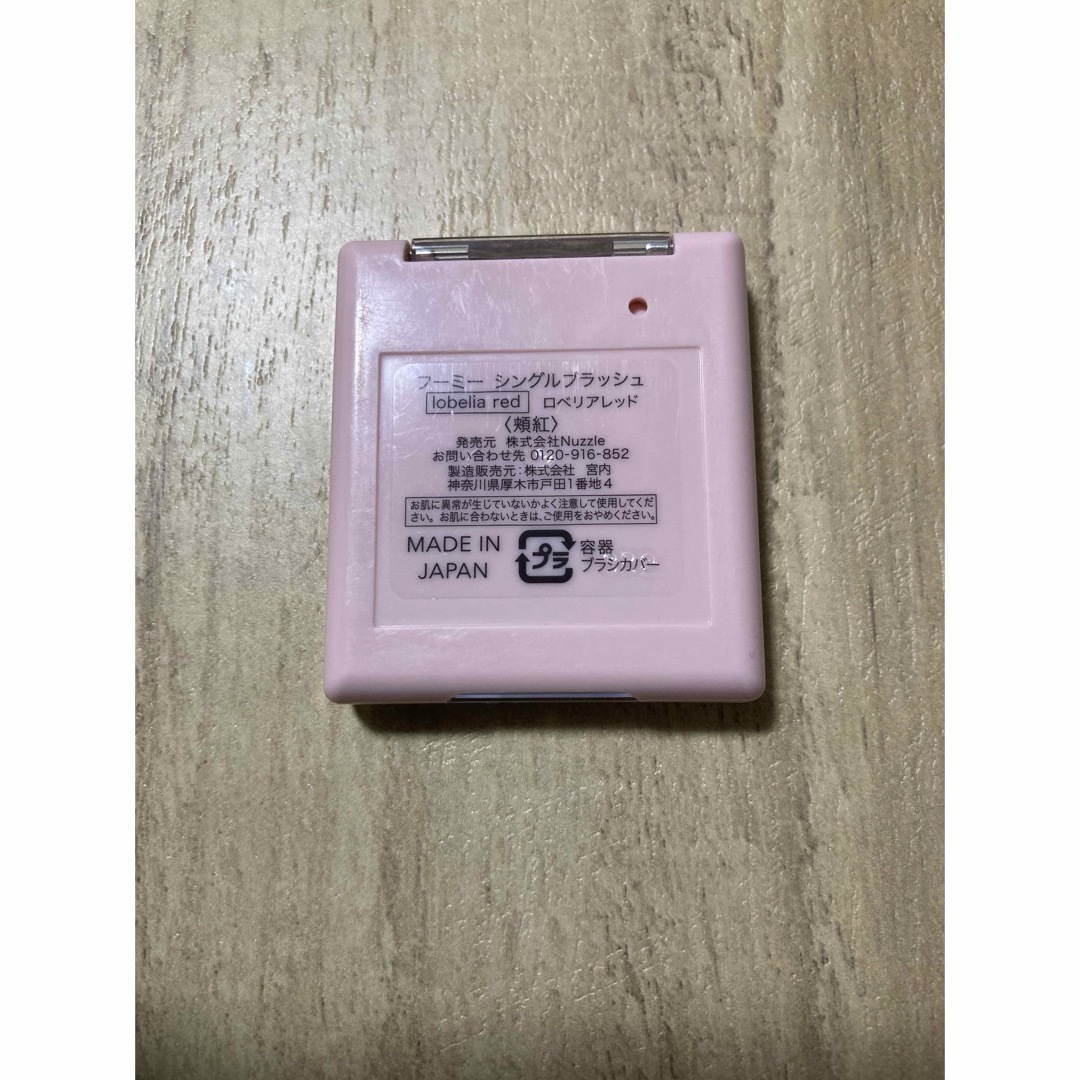 フーミー シングルブラッシュ
lobelia red ロベリアレッド
〈頬紅〉
発売元 株式会社Nuzzle
お問い合わせ先 0120-916-852
製造販売元:株式会社 宮内
神奈川県厚木市戸田1番地4
お肌に異常が生じていないかよく注意して使用してくだ
さい。お肌に合わないときは、ご使用をおやめください。
MADE IN
JAPAN
プラ
容器
ブラシカバー